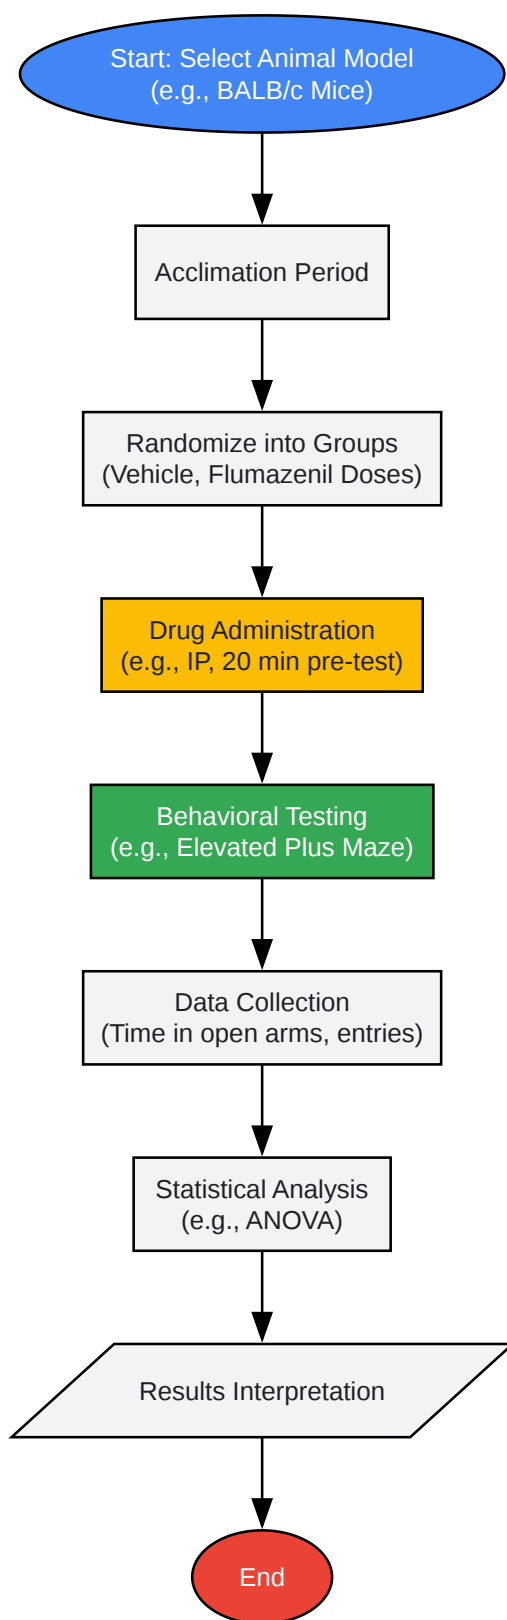 Start: Select Animal Model
(e.g., BALB/c Mice)
Acclimation Period
Randomize into Groups
(Vehicle, Flumazenil Doses)
Drug Administration
(e.g., IP, 20 min pre-test)
Behavioral Testing
(e.g., Elevated Plus Maze)
Data Collection
(Time in open arms, entries)
Statistical Analysis
(e.g., ANOVA)
Results Interpretation
End